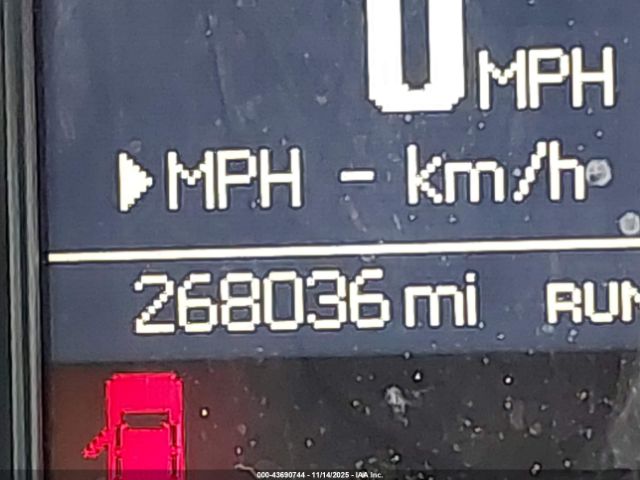 0 MPH
▶MPH - km/h
268036 mi RUN
000-43690744 - 11/14/2025 - IAA Inc.